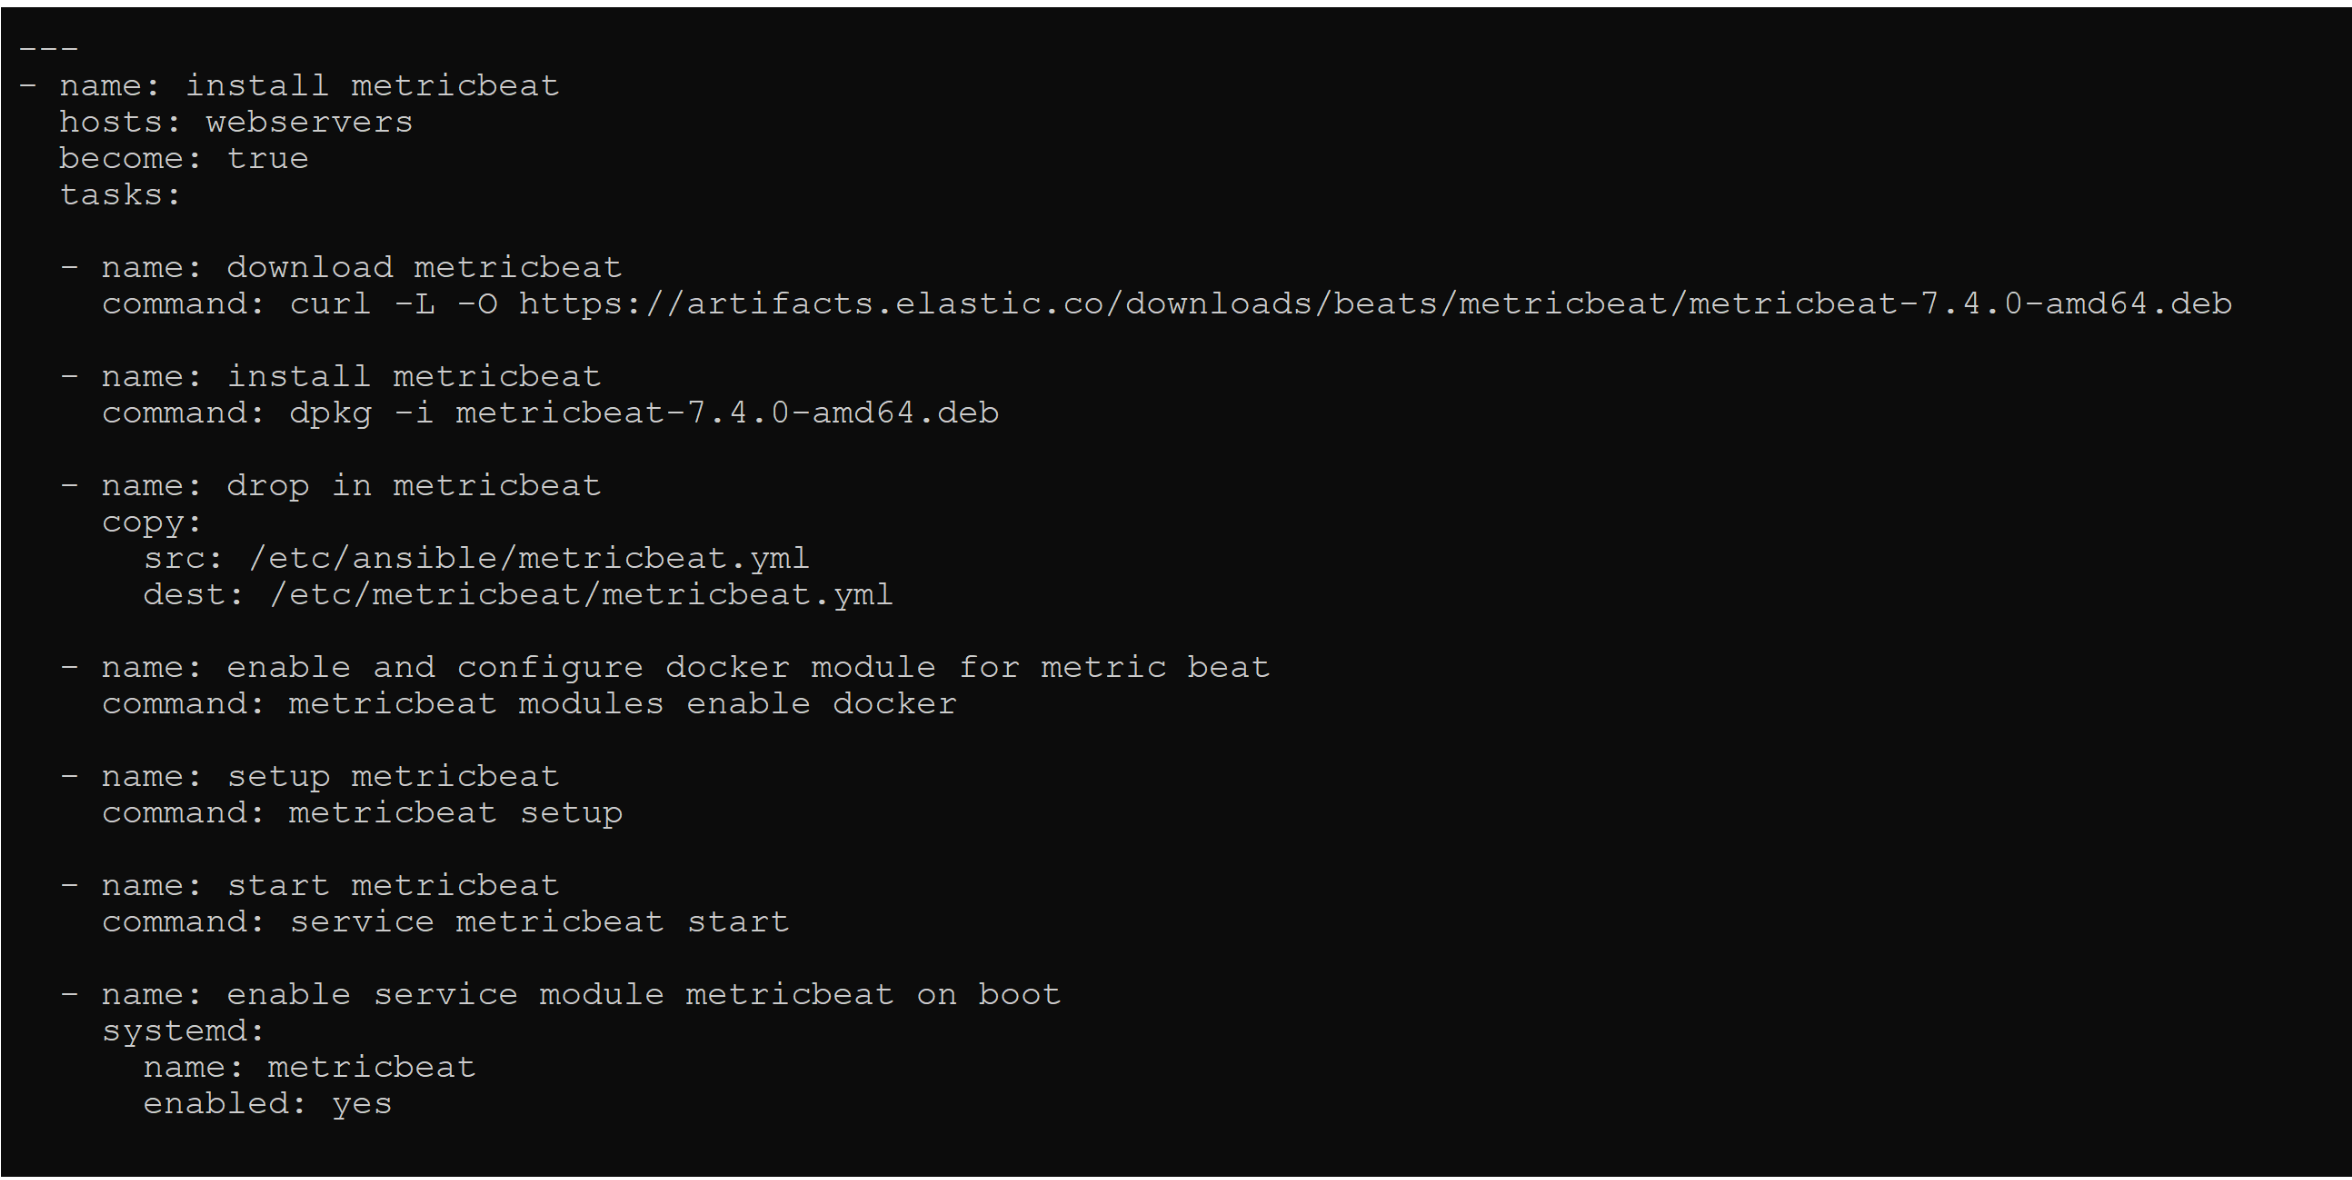 ---
- name: install metricbeat
  hosts: webservers
  become: true
  tasks:

  - name: download metricbeat
    command: curl -L -O https://artifacts.elastic.co/downloads/beats/metricbeat/metricbeat-7.4.0-amd64.deb

  - name: install metricbeat
    command: dpkg -i metricbeat-7.4.0-amd64.deb

  - name: drop in metricbeat
    copy:
      src: /etc/ansible/metricbeat.yml
      dest: /etc/metricbeat/metricbeat.yml

  - name: enable and configure docker module for metric beat
    command: metricbeat modules enable docker

  - name: setup metricbeat
    command: metricbeat setup

  - name: start metricbeat
    command: service metricbeat start

  - name: enable service module metricbeat on boot
    systemd:
      name: metricbeat
      enabled: yes